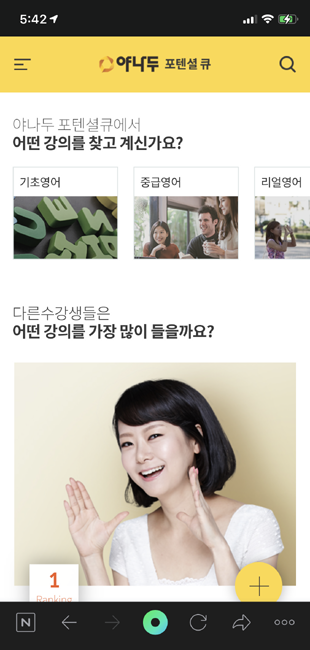 5:42
야나두 포텐셜 큐
야나두 포텐셜큐에서
어떤 강의를 찾고 계신가요?
기초영어
중급영어
리얼영어
다른수강생들은
어떤 강의를 가장 많이 들을까요?
1
Ranking
N